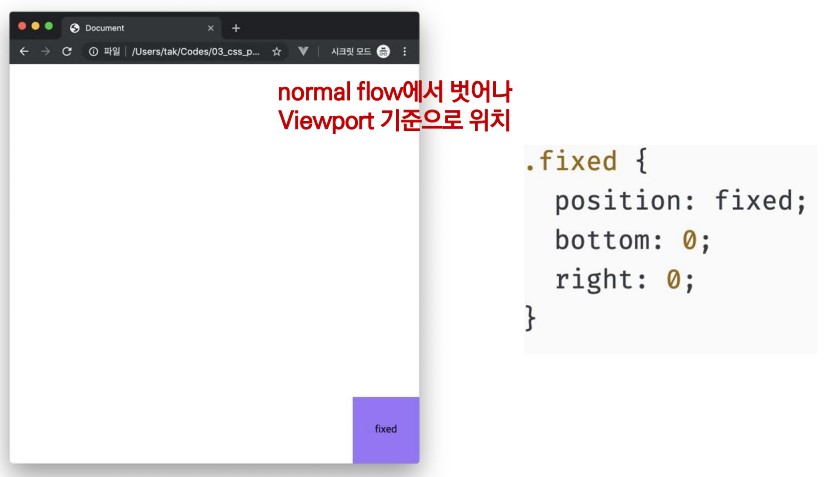 Document
파일 /Users/tak/Codes/03_css_p... 시크릿 모드
normal flow에서 벗어나
Viewport 기준으로 위치
.fixed {
position: fixed;
bottom: 0;
right: 0;
}
fixed